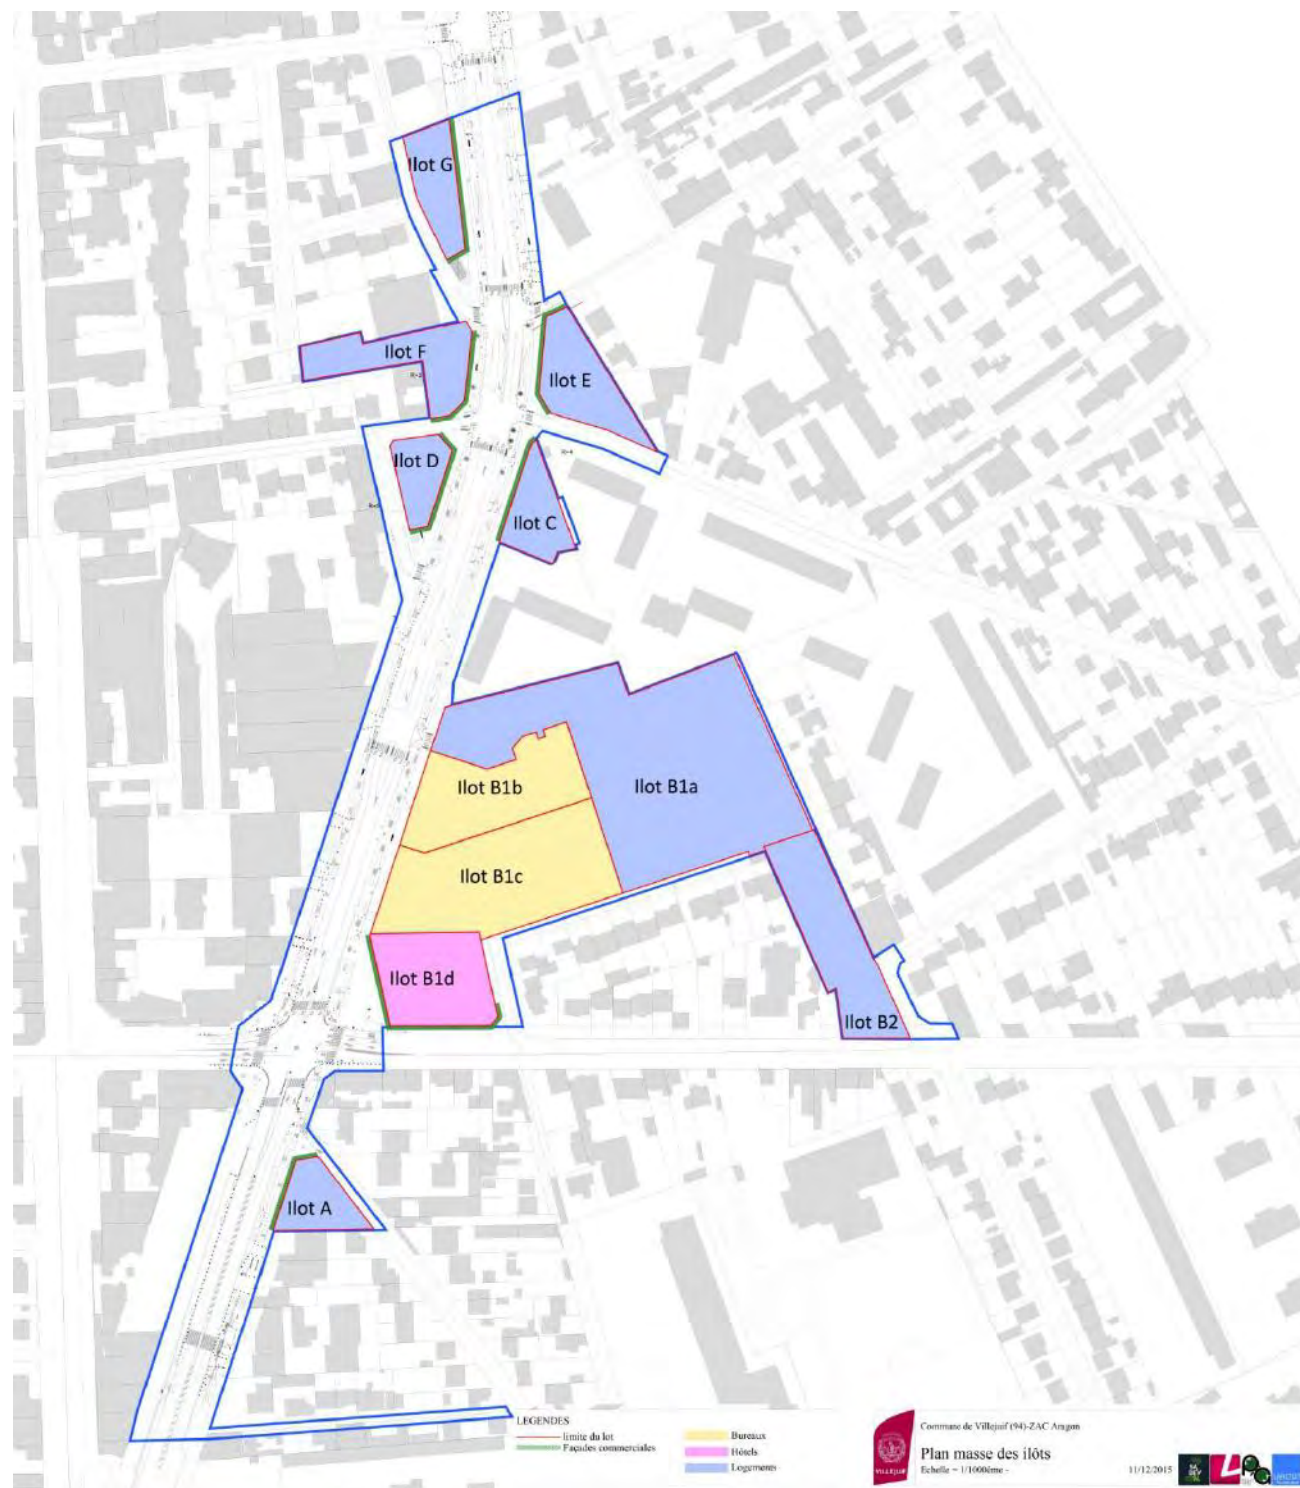 Ilot G
Ilot F
Ilot E
Ilot D
Ilot C
Ilot B1b
Ilot B1a
Ilot B1c
Ilot B1d
Ilot B2
Ilot A
LEGENDES
limite du lot
Façades commerciales
Bureaux
Hôtels
Logements
VILLEJUIF
Commune de Villejuif (94)-ZAC Aragon
Plan masse des ilôts
Echelle = 1/1000ème -
11/12/2015